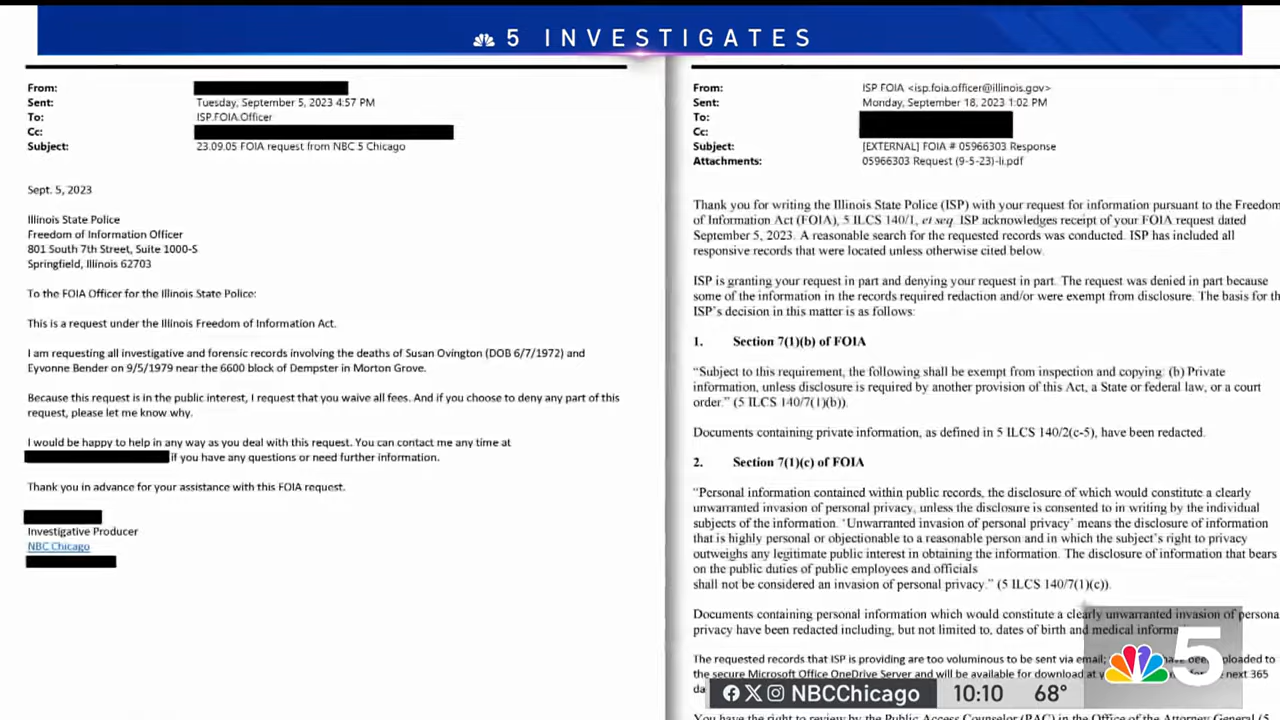 5 INVESTIGATES
From:
Sent: Tuesday, September 5, 2023 4:57 PM
To: ISP.FOIA.Officer
Cc:
Subject: 23.09.05 FOIA request from NBC 5 Chicago
Sept. 5, 2023
Illinois State Police
Freedom of Information Officer
801 South 7th Street, Suite 1000-S
Springfield, Illinois 62703
To the FOIA Officer for the Illinois State Police:
This is a request under the Illinois Freedom of Information Act.
I am requesting all investigative and forensic records involving the deaths of Susan Ovington (DOB 6/7/1972) and
Eyvonne Bender on 9/5/1979 near the 6600 block of Dempster in Morton Grove.
Because this request is in the public interest, I request that you waive all fees. And if you choose to deny any part of this
request, please let me know why.
I would be happy to help in any way as you deal with this request. You can contact me any time at
if you have any questions or need further information.
Thank you in advance for your assistance with this FOIA request.
Investigative Producer
NBC Chicago
From: ISP FOIA <isp.foia.officer@illinois.gov>
Sent: Monday, September 18, 2023 1:02 PM
To:
Cc:
Subject: [EXTERNAL] FOIA # 05966303 Response
Attachments: 05966303 Request (9-5-23)-li.pdf
Thank you for writing the Illinois State Police (ISP) with your request for information pursuant to the Freedom
of Information Act (FOIA), 5 ILCS 140/1, et seq. ISP acknowledges receipt of your FOIA request dated
September 5, 2023. A reasonable search for the requested records was conducted. ISP has included all
responsive records that were located unless otherwise cited below.
ISP is granting your request in part and denying your request in part. The request was denied in part because
some of the information in the records required redaction and/or were exempt from disclosure. The basis for
ISP's decision in this matter is as follows:
1. Section 7(1)(b) of FOIA
"Subject to this requirement, the following shall be exempt from inspection and copying: (b) Private
information, unless disclosure is required by another provision of this Act, a State or federal law, or a court
order." (5 ILCS 140/7(1)(b)).
Documents containing private information, as defined in 5 ILCS 140/2(c-5), have been redacted.
2. Section 7(1)(c) of FOIA
"Personal information contained within public records, the disclosure of which would constitute a clearly
unwarranted invasion of personal privacy, unless the disclosure is consented to in writing by the individual
subjects of the information. 'Unwarranted invasion of personal privacy' means the disclosure of information
that is highly personal or objectionable to a reasonable person and in which the subject's right to privacy
outweighs any legitimate public interest in obtaining the information. The disclosure of information that bears
on the public duties of public employees and officials
shall not be considered an invasion of personal privacy." (5 ILCS 140/7(1)(c)).
Documents containing personal information which would constitute a clearly unwarranted invasion of
privacy have been redacted including, but not limited to, dates of birth and medical
The requested records that ISP is providing are too voluminous to be sent via email;
the secure Microsoft Office OneDrive Server and will be available for download at next 365
You have the right to review by the Public Access Counselor (PAC) in the Office of the Attorney General (5
NBCChicago 10:10 68°
5